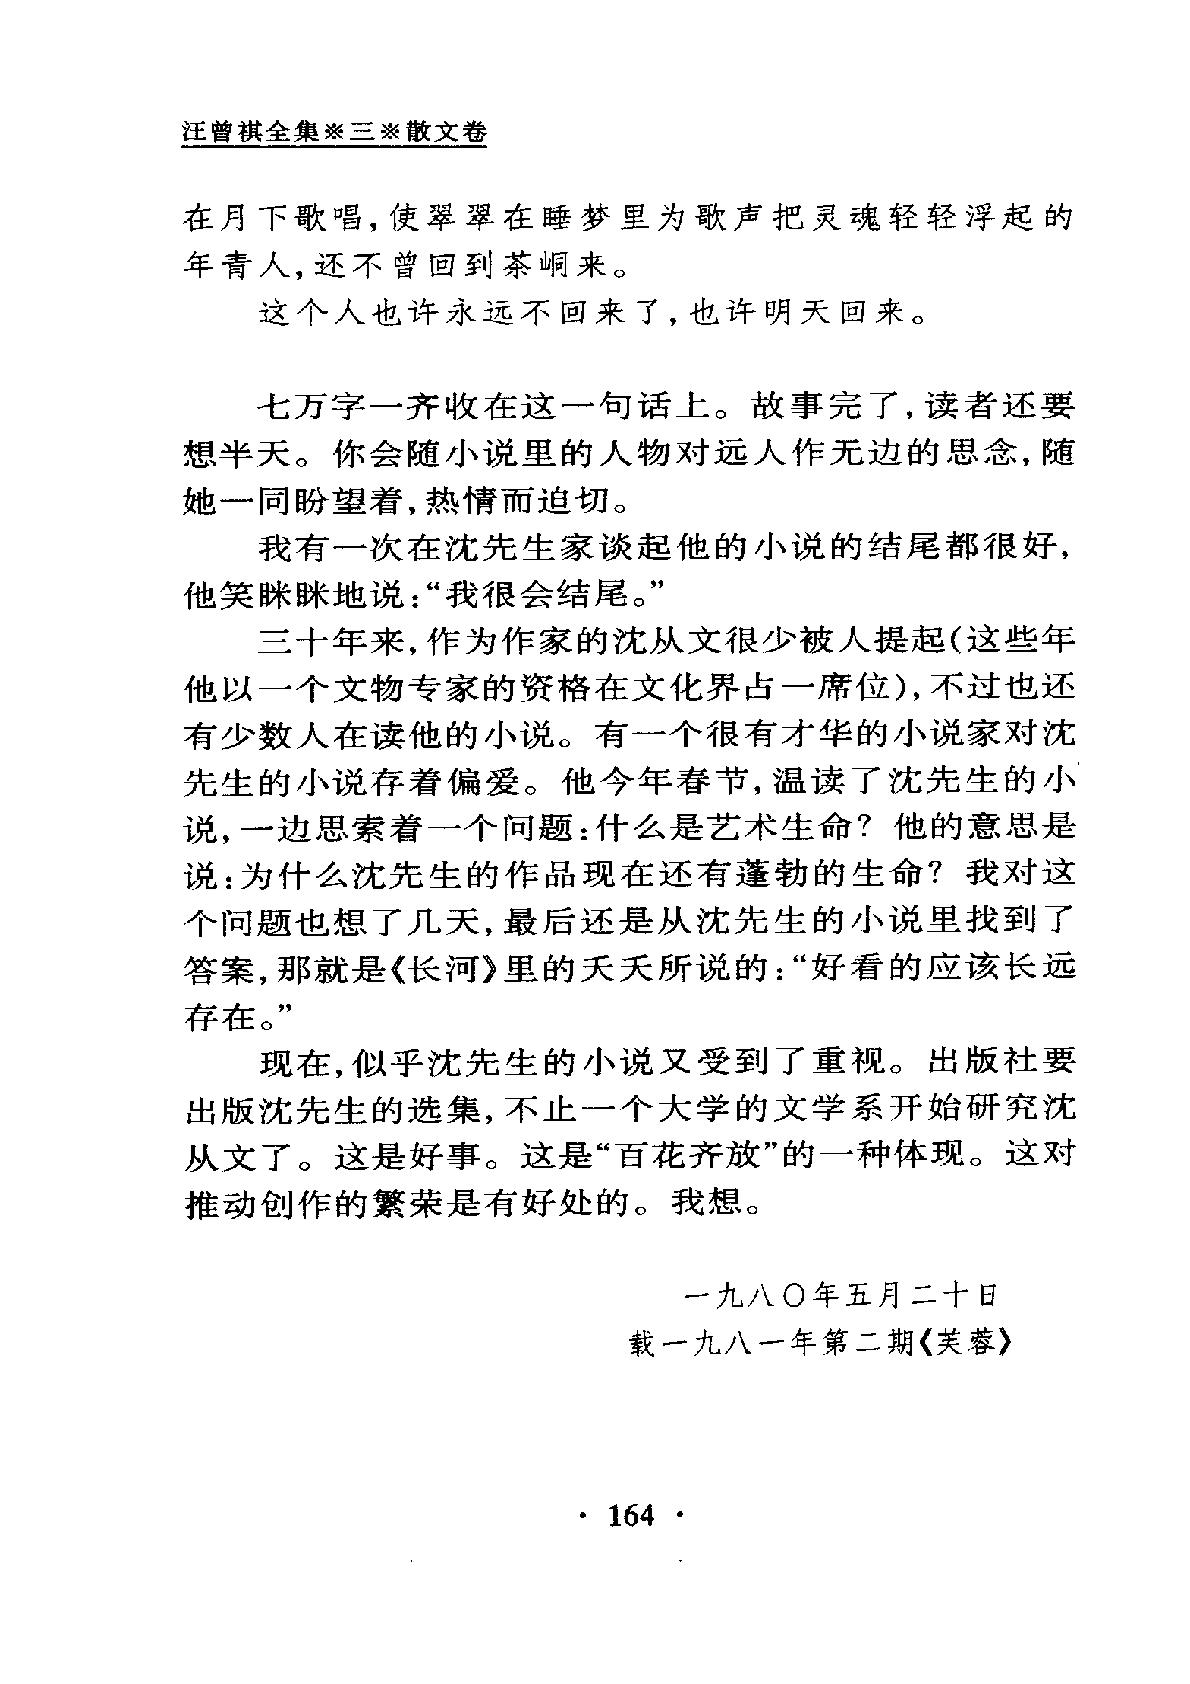 汪曾祺全集※三※散文卷
在月下歌唱，使翠翠在睡梦里为歌声把灵魂轻轻浮起的
年青人，还不曾回到茶峒来。
这个人也许永远不回来了，也许明天回来。
七万字一齐收在这一句话上。故事完了，读者还要
想半天。你会随小说里的人物对远人作无边的思念，随
她一同盼望着，热情而迫切。
我有一次在沈先生家谈起他的小说的结尾都很好，
他笑眯眯地说：“我很会结尾。”
三十年来，作为作家的沈从文很少被人提起（这些年
他以一个文物专家的资格在文化界占一席位），不过也还
有少数人在读他的小说。有一个很有才华的小说家对沈
先生的小说存着偏爱。他今年春节，温读了沈先生的小
说，一边思索着一个问题：什么是艺术生命？他的意思是
说：为什么沈先生的作品现在还有蓬勃的生命？我对这
个问题也想了几天，最后还是从沈先生的小说里找到了
答案，那就是《长河》里的夭夭所说的：“好看的应该长远
存在。”
现在，似乎沈先生的小说又受到了重视。出版社要
出版沈先生的选集，不止一个大学的文学系开始研究沈
从文了。这是好事。这是“百花齐放”的一种体现。这对
推动创作的繁荣是有好处的。我想。
一九八〇年五月二十日
载一九八一年第二期《芙蓉》
· 164 ·